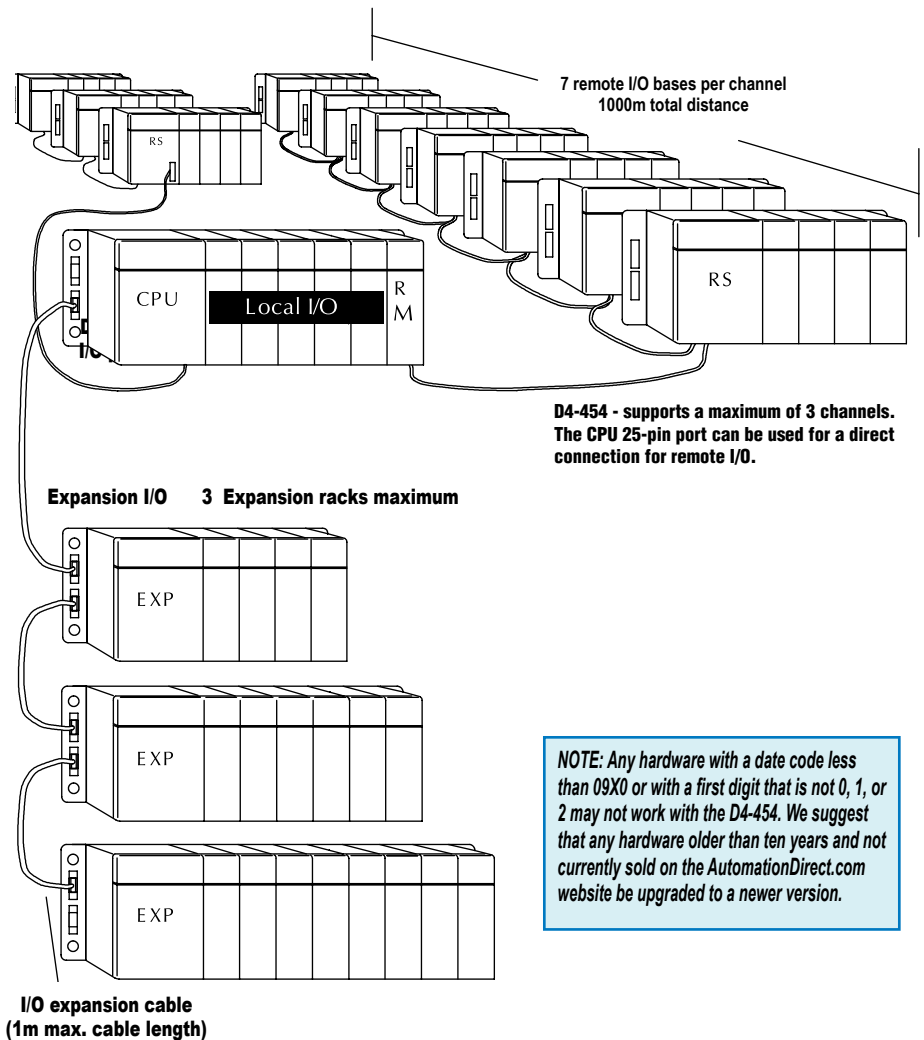 7 remote I/O bases per channel
1000m total distance
RS
CPU
Local I/O
R
M
RS
D4-454 - supports a maximum of 3 channels.
The CPU 25-pin port can be used for a direct
connection for remote I/O.
Expansion I/O 3 Expansion racks maximum
EXP
EXP
EXP
NOTE: Any hardware with a date code less
than 09X0 or with a first digit that is not 0, 1, or
2 may not work with the D4-454. We suggest
that any hardware older than ten years and not
currently sold on the AutomationDirect.com
website be upgraded to a newer version.
I/O expansion cable
(1m max. cable length)